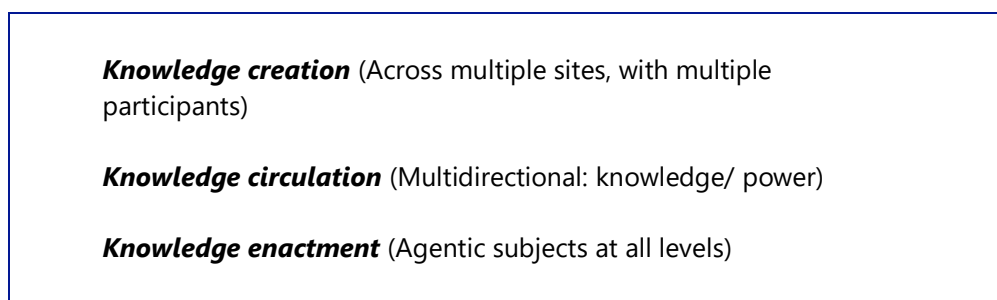 Knowledge creation (Across multiple sites, with multiple
participants)
Knowledge circulation (Multidirectional: knowledge/ power)
Knowledge enactment (Agentic subjects at all levels)